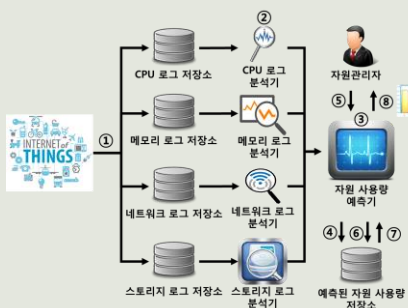 ②
CPU 로그 저장소
CPU 로그
분석기
자원관리자
⑤
⑧
①
③
INTERNET of
THINGS
메모리 로그 저장소
메모리 로그
분석기
자원 사용량
예측기
네트워크 로그 저장소
네트워크 로그
분석기
④
⑥
⑦
스토리지 로그 저장소
스토리지 로그
분석기
예측된 자원 사용량
저장소